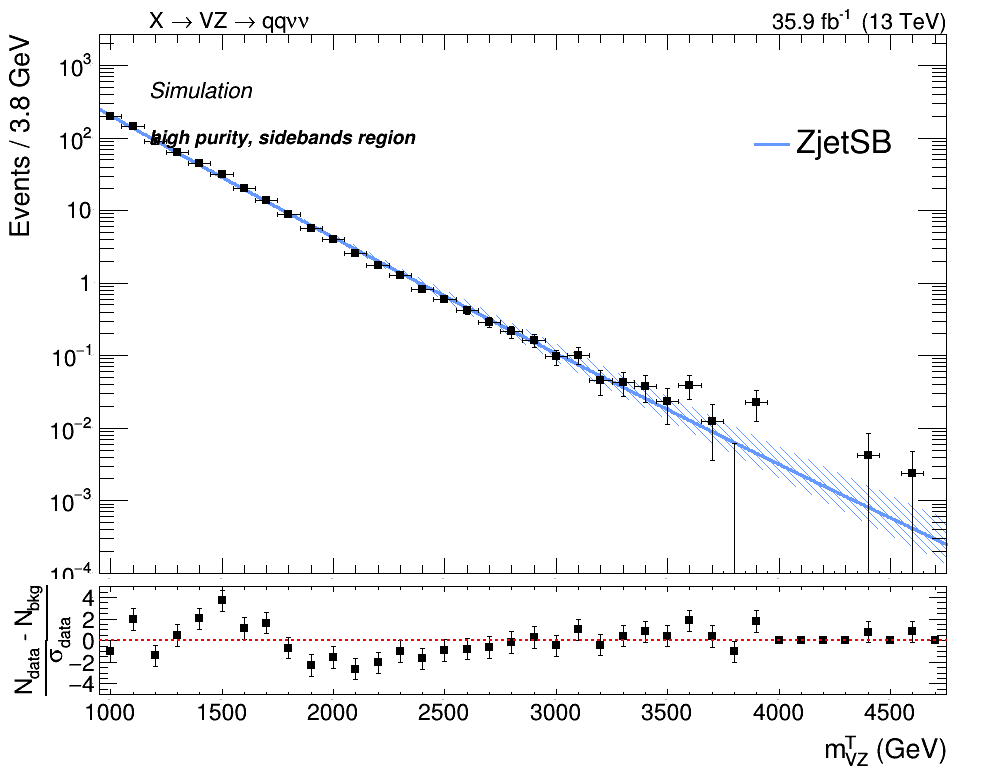 X → VZ → qqνν
35.9 fb⁻¹ (13 TeV)
Events / 3.8 GeV
Simulation
high purity, sidebands region
ZjetSB
10³
10²
10
1
10⁻¹
10⁻²
10⁻³
10⁻⁴
N_data - N_bkg
σ_data
4
2
0
−2
−4
1000 1500 2000 2500 3000 3500 4000 4500
m^T_VZ (GeV)